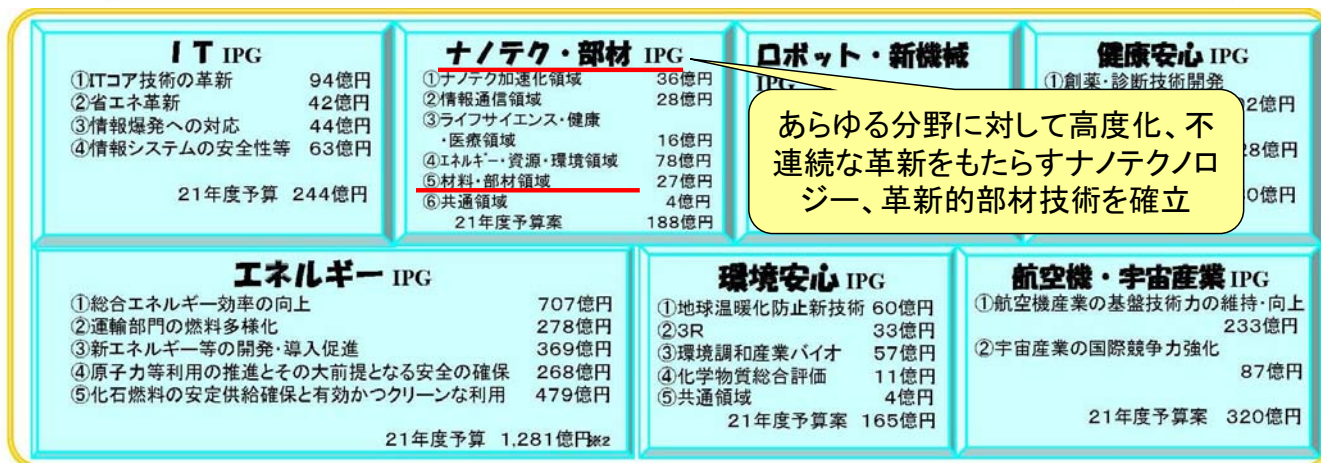 IT IPG
①ITコア技術の革新 94億円
②省エネ革新 42億円
③情報爆発への対応 44億円
④情報システムの安全性等 63億円
21年度予算 244億円
ナノテク・部材 IPG
①ナノテク加速化領域 36億円
②情報通信領域 28億円
③ライフサイエンス・健康
・医療領域 16億円
④エネルギー・資源・環境領域 78億円
⑤材料・部材領域 27億円
⑥共通領域 4億円
21年度予算案 188億円
ロボット・新機械
IPG
あらゆる分野に対して高度化、不
連続な革新をもたらすナノテクノロ
ジー、革新的部材技術を確立
健康安心 IPG
①創薬・診断技術開発
2億円
8億円
0億円
エネルギー IPG
①総合エネルギー効率の向上 707億円
②運輸部門の燃料多様化 278億円
③新エネルギー等の開発・導入促進 369億円
④原子力等利用の推進とその大前提となる安全の確保 268億円
⑤化石燃料の安定供給確保と有効かつクリーンな利用 479億円
21年度予算 1,281億円※2
環境安心 IPG
①地球温暖化防止新技術 60億円
②3R 33億円
③環境調和産業バイオ 57億円
④化学物質総合評価 11億円
⑤共通領域 4億円
21年度予算案 165億円
航空機・宇宙産業 IPG
①航空機産業の基盤技術力の維持・向上
233億円
②宇宙産業の国際競争力強化
87億円
21年度予算案 320億円